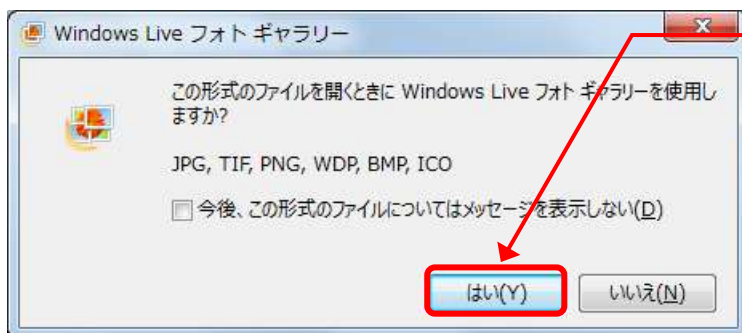 Windows Live フォト ギャラリー
この形式のファイルを開くときに Windows Live フォト ギャラリーを使用し
ますか?
JPG, TIF, PNG, WDP, BMP, ICO
今後、この形式のファイルについてはメッセージを表示しない(D)
はい(Y)
いいえ(N)